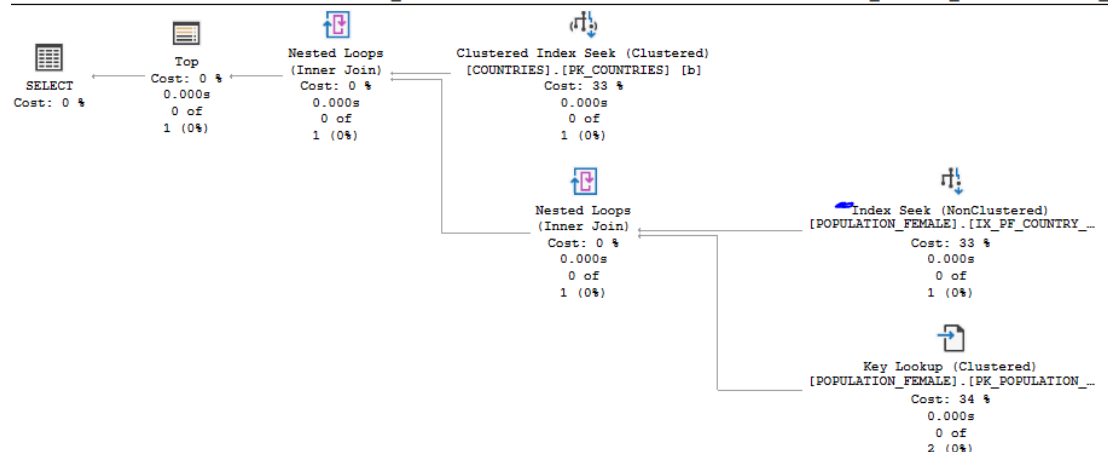 SELECT
Cost: 0 %
Top
Cost: 0 %
0.000s
0 of
1 (0%)
Nested Loops
(Inner Join)
Cost: 0 %
0.000s
0 of
1 (0%)
Clustered Index Seek (Clustered)
[COUNTRIES].[PK_COUNTRIES] [b]
Cost: 33 %
0.000s
0 of
1 (0%)
Nested Loops
(Inner Join)
Cost: 0 %
0.000s
0 of
1 (0%)
Index Seek (NonClustered)
[POPULATION_FEMALE].[IX_PF_COUNTRY_…
Cost: 33 %
0.000s
0 of
1 (0%)
Key Lookup (Clustered)
[POPULATION_FEMALE].[PK_POPULATION_…
Cost: 34 %
0.000s
0 of
2 (0%)